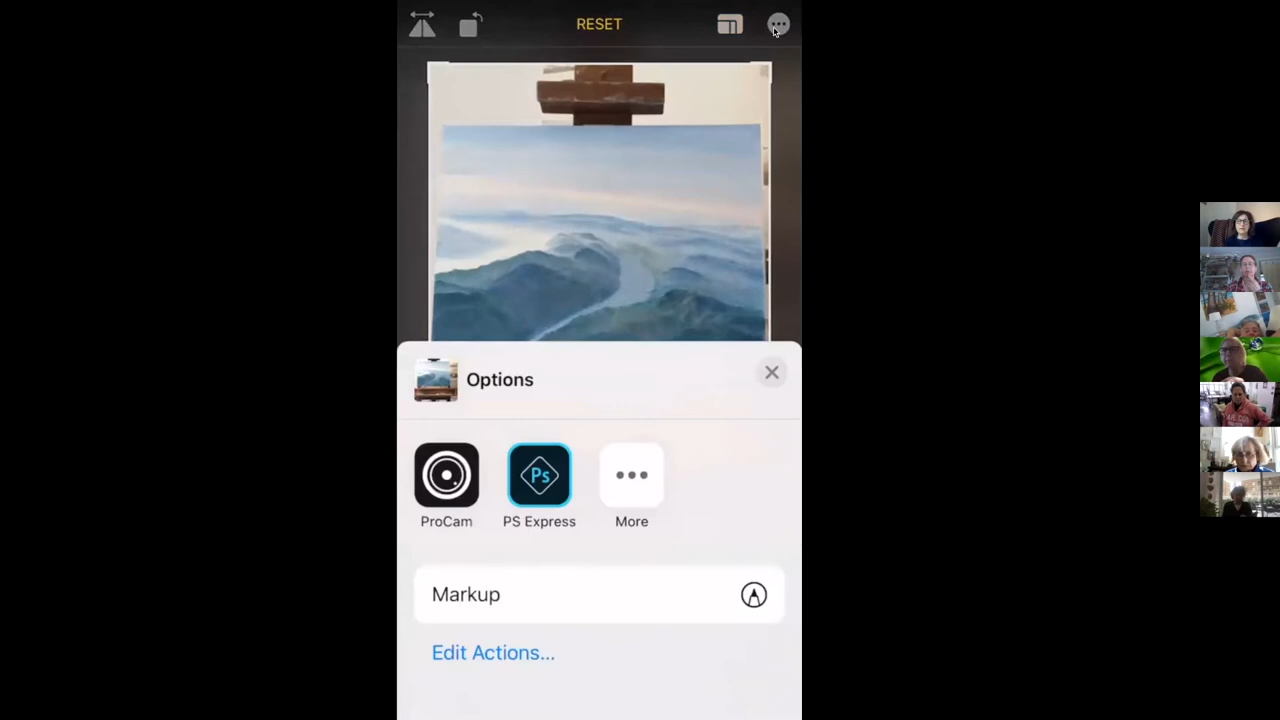 RESET
Options
Ps
ProCam
PS Express
More
Markup
Edit Actions...